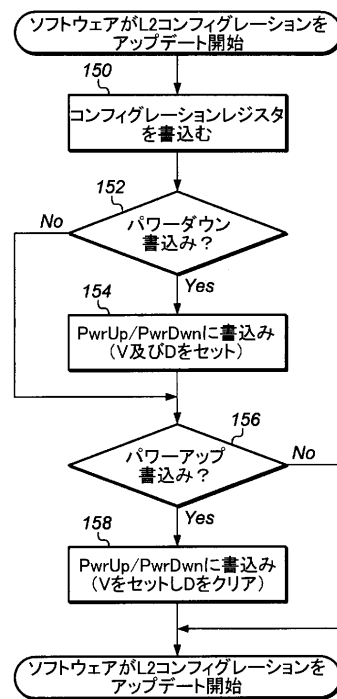 ソフトウェアがL2コンフィグレーションを
アップデート開始
150
コンフィグレーションレジスタ
を書込む
152
No
パワーダウン
書込み？
Yes
154
PwrUp/PwrDwnに書込み
(V及びDをセット)
156
パワーアップ
書込み？
No
Yes
158
PwrUp/PwrDwnに書込み
(VをセットしDをクリア)
ソフトウェアがL2コンフィグレーションを
アップデート開始